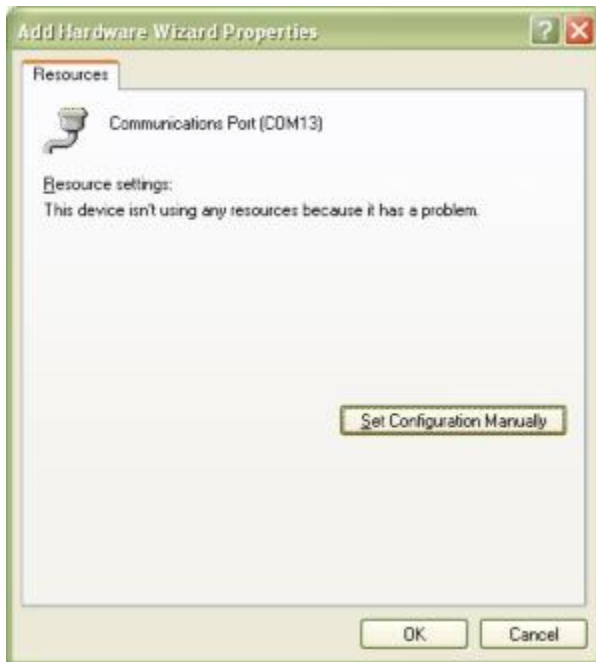 Add Hardware Wizard Properties
Resources
Communications Port (COM13)
Resource settings:
This device isn't using any resources because it has a problem.
Set Configuration Manually
OK Cancel